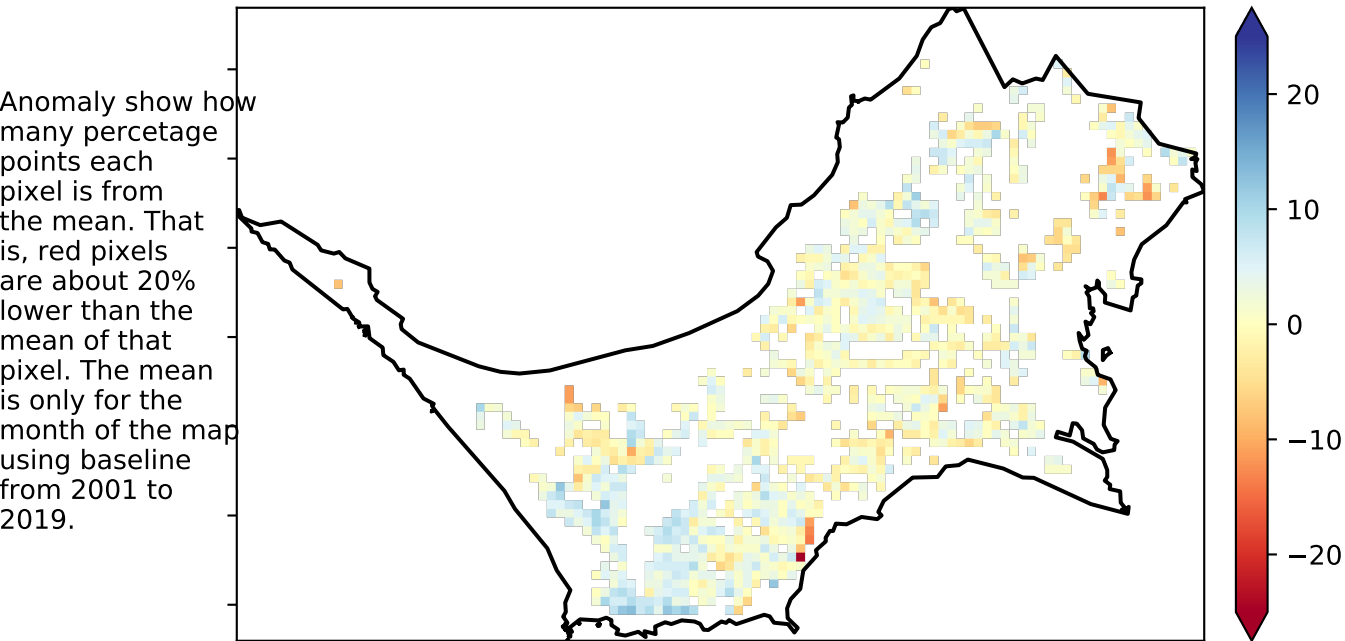 Anomaly show how
many percetage
points each
pixel is from
the mean. That
is, red pixels
are about 20%
lower than the
mean of that
pixel. The mean
is only for the
month of the map
using baseline
from 2001 to
2019.
20
10
0
−10
−20